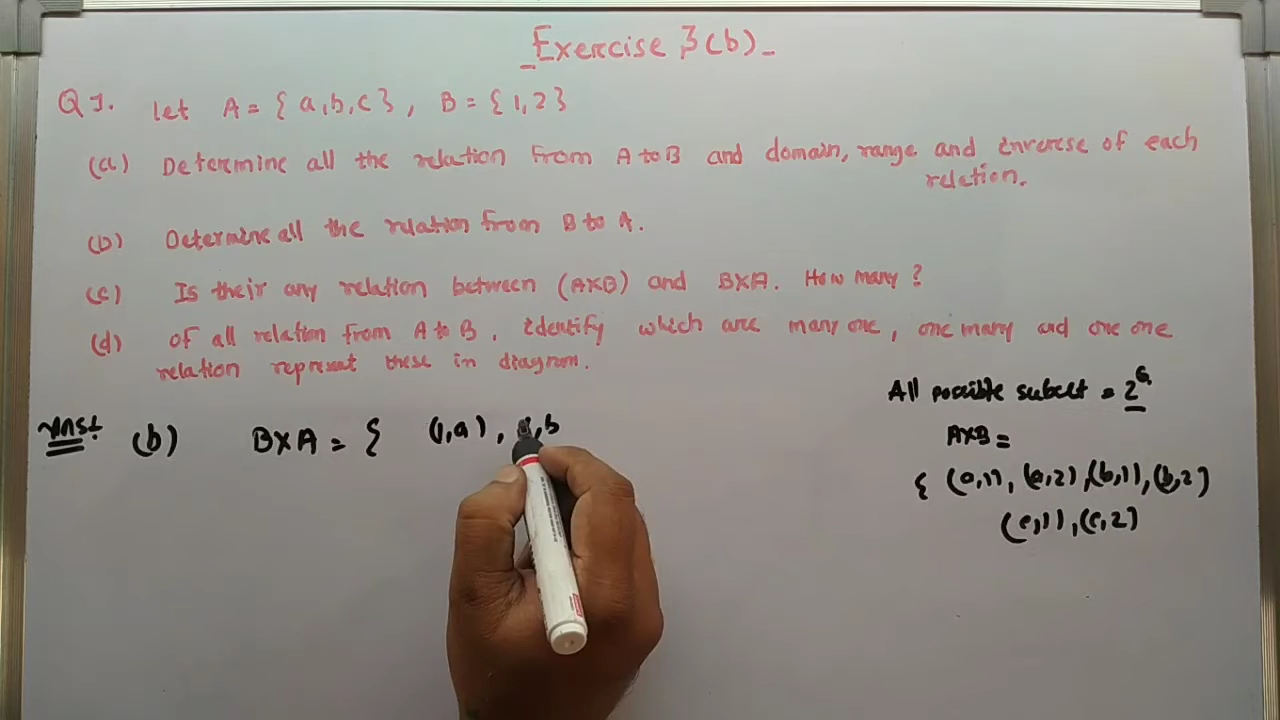 Exercise 3(b)
Q1. let A = { a,b,c } , B = { 1,2 }
(a) Determine all the relation from A to B and domain, range and inverse of each
relation.
(b) Determine all the relation from B to A.
(c) Is their any relation between (A×B) and B×A. How many ?
(d) of all relation from A to B, identify which are many one, one many and one one
relation represent these in diagram.
All possible subset = 2^6
Ans: (b) B×A = { (1,a) , ,b
A×B =
{ (a,1), (a,2), (b,1), (b,2)
(c,1), (c,2)